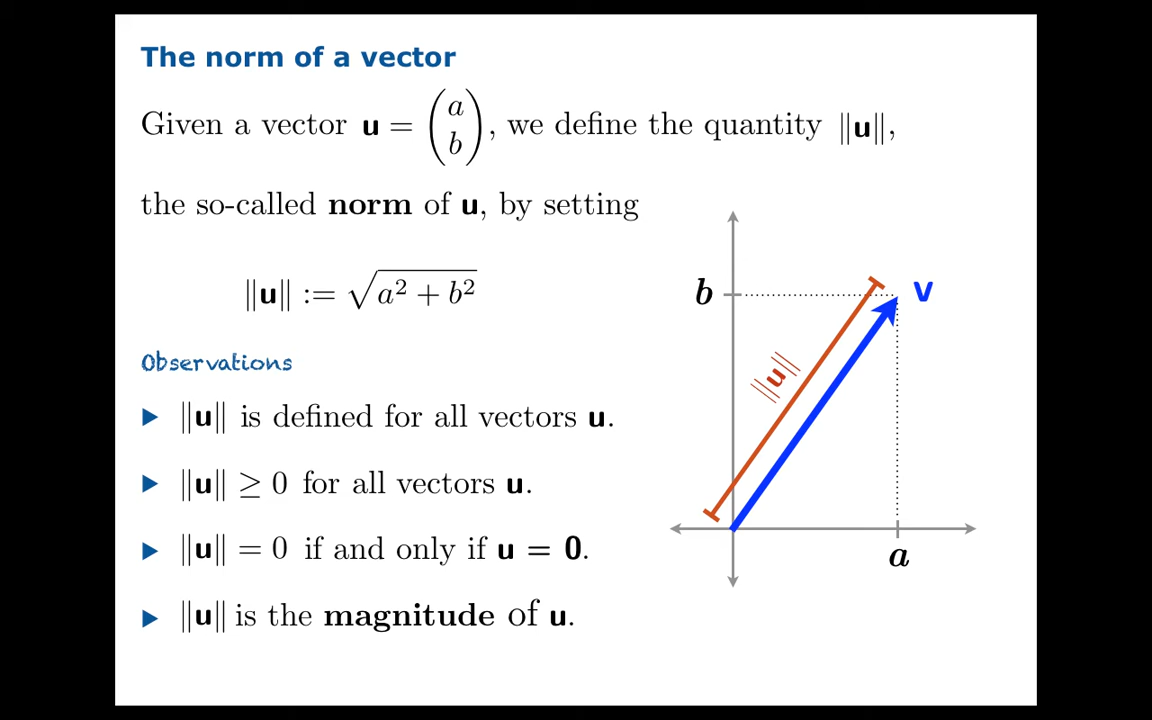 The norm of a vector
Given a vector u = (a b), we define the quantity ‖u‖,
the so-called norm of u, by setting
‖u‖ := √(a² + b²)
Observations
▶ ‖u‖ is defined for all vectors u.
▶ ‖u‖ ≥ 0 for all vectors u.
▶ ‖u‖ = 0 if and only if u = 0.
▶ ‖u‖ is the magnitude of u.
b
v
‖u‖
a